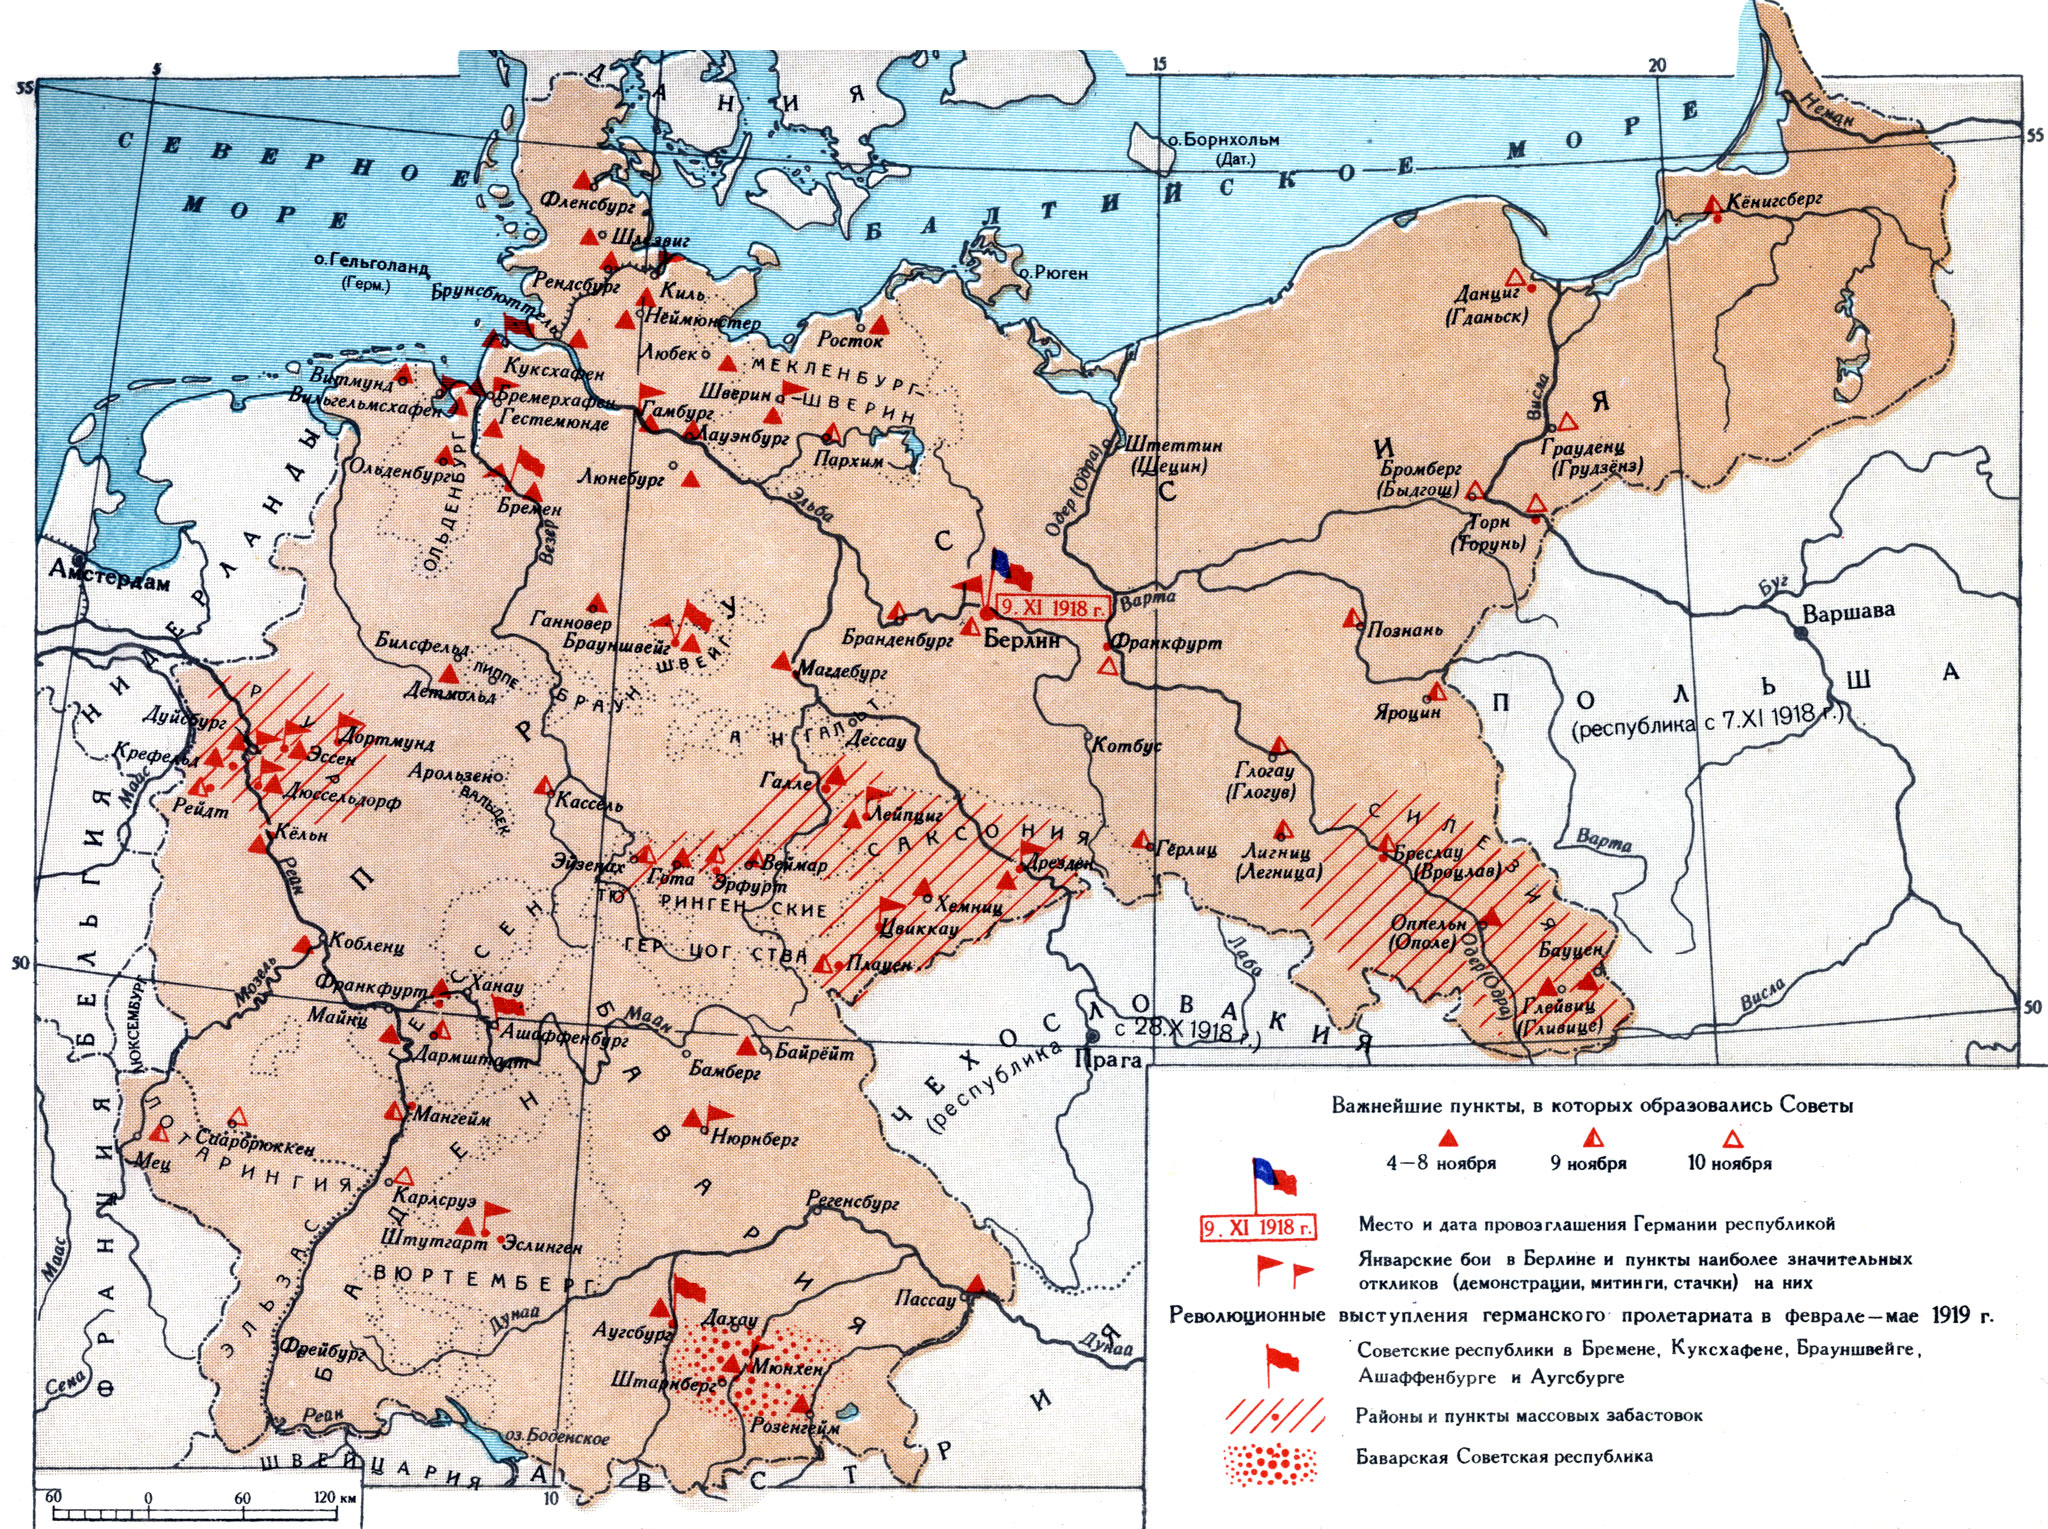 55
5
15
20
55
50
50
10
СЕВЕРНОЕ
МОРЕ
БАЛТИЙСКОЕ МОРЕ
ДАНИЯ
о.Борнхольм
(Дат.)
Неман
Кёнигсберг
Фленсбург
Шлезвиг
о.Гельголанд
(Герм.)
Рендсбург
Киль
о.Рюген
Брунсбюттель
Нёймюнстер
Данциг
(Гданьск)
Росток
Любек
МЕКЛЕНБУРГ-
-ШВЕРИН
Куксхафен
Витмунд
Вильгельмсхафен
Бремерхафен
Гестемюнде
Шверин
Гамбург
Лауэнбург
Пархим
Висла
Грауденц
(Грудзёнз)
Ольденбург
ОЛЬДЕНБУРГ
Люнебург
Штеттин
(Щецин)
Бромберг
(Быдгощ)
Бремен
Эльба
Одер (Одра)
Торн
(Торунь)
Везер
Амстердам
НИДЕРЛАНДЫ
ПРУССИЯ
9. XI 1918 г.
Берлин
Варта
Буг
Варшава
Ганновер
Брауншвейг
Бранденбург
Франкфурт
Познань
Билефельд
ЛИППЕ
Детмольд
БРАУН
ШВЕЙГ
Магдебург
Яроцин
ПОЛЬША
(республика с 7.XI 1918 г.)
РУР
Дуйсбург
Дортмунд
АНГАЛЬТ
Дессау
Котбус
Крефельд
Эссен
Маас
Арользен
ВАЛЬДЕК
Галле
Глогау
(Глогув)
Рейдт
Дюссельдорф
Кассель
Лейпциг
СИЛЕЗИЯ
Кёльн
САКСОНИЯ
Гёрлиц
Лигниц
(Легница)
Бреслау
(Вроцлав)
Варта
Рейн
Эйзенах
Гота
Эрфурт
Веймар
Дрезден
ТЮРИНГЕНСКИЕ
ГЕРЦОГСТВА
Хемниц
Цвиккау
Плауен
Оппельн
(Ополе)
Бауцен
Одер (Одра)
Глейвиц
(Гливице)
Лаба
Висла
БЕЛЬГИЯ
Кобленц
ГЕССЕН
Мозель
Франкфурт
Ханау
Майнц
Ашаффенбург
Дармштадт
Майн
Бамберг
Байрёйт
ЧЕХОСЛОВАКИЯ
(республика с 28.X 1918 г.)
Прага
ЛЮКСЕМБУРГ
ЛОТАРИНГИЯ
Саарбрюккен
Мец
Мангейм
Нюрнберг
БАВАРИЯ
Карлсруэ
Штутгарт
Эслинген
ВЮРТЕМБЕРГ
Регенсбург
ФРАНЦИЯ
Маас
Сена
ЭЛЬЗАС
БАДЕН
Фрейбург
Дунай
Пассау
Дунай
Аугсбург
Дахау
Мюнхен
Штарнберг
Розенгейм
Рейн
оз.Боденское
ШВЕЙЦАРИЯ
АВСТРИЯ
60 0 60 120 км
Важнейшие пункты, в которых образовались Советы
4–8 ноября 9 ноября 10 ноября
9. XI 1918 г.
Место и дата провозглашения Германии республикой
Январские бои в Берлине и пункты наиболее значительных
откликов (демонстрации, митинги, стачки) на них
Революционные выступления германского пролетариата в феврале–мае 1919 г.
Советские республики в Бремене, Куксхафене, Брауншвейге,
Ашаффенбурге и Аугсбурге
Районы и пункты массовых забастовок
Баварская Советская республика